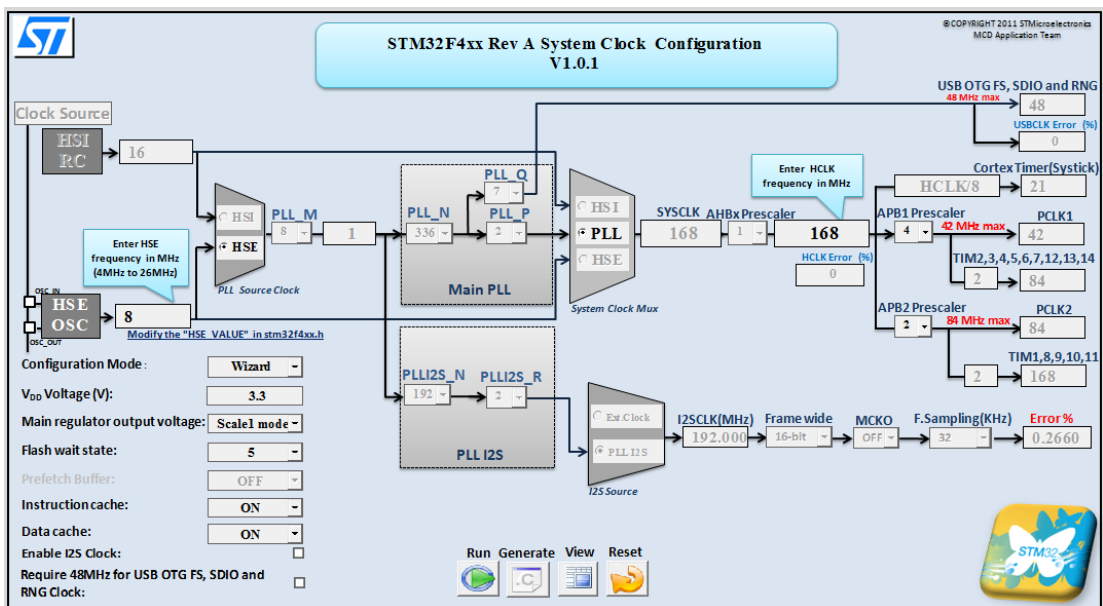 ST
STM32F4xx Rev A System Clock Configuration
V1.0.1
©COPYRIGHT 2011 STMicroelectronics
MCD Application Team
USB OTG FS, SDIO and RNG
48 MHz max
48
USBCLK Error (%)
0
Clock Source
HSI
RC
16
Cortex Timer(Systick)
HCLK/8
21
PLL_Q
7
Enter HCLK
frequency in MHz
HSI
HSE
PLL Source Clock
PLL_M
8
1
PLL_N
336
PLL_P
2
Main PLL
HSI
PLL
HSE
System Clock Mux
SYSCLK
168
AHBx Prescaler
1
168
HCLK Error (%)
0
APB1 Prescaler
4
42 MHz max
PCLK1
42
TIM2,3,4,5,6,7,12,13,14
2
84
APB2 Prescaler
2
84 MHz max
PCLK2
84
TIM1,8,9,10,11
2
168
Enter HSE
frequency in MHz
(4MHz to 26MHz)
OSC_IN
HSE
OSC
OSC_OUT
8
Modify the "HSE_VALUE" in stm32f4xx.h
Configuration Mode: Wizard
VDD Voltage (V): 3.3
Main regulator output voltage: Scale1 mode
Flash wait state: 5
Prefetch Buffer: OFF
Instruction cache: ON
Data cache: ON
Enable I2S Clock:
Require 48MHz for USB OTG FS, SDIO and
RNG Clock:
PLLI2S_N
192
PLLI2S_R
2
PLL I2S
Ext.Clock
PLL I2S
I2S Source
I2SCLK(MHz)
192.000
Frame wide
16-bit
MCKO
OFF
F.Sampling(KHz)
32
Error %
0.2660
Run Generate View Reset
.C
STM32